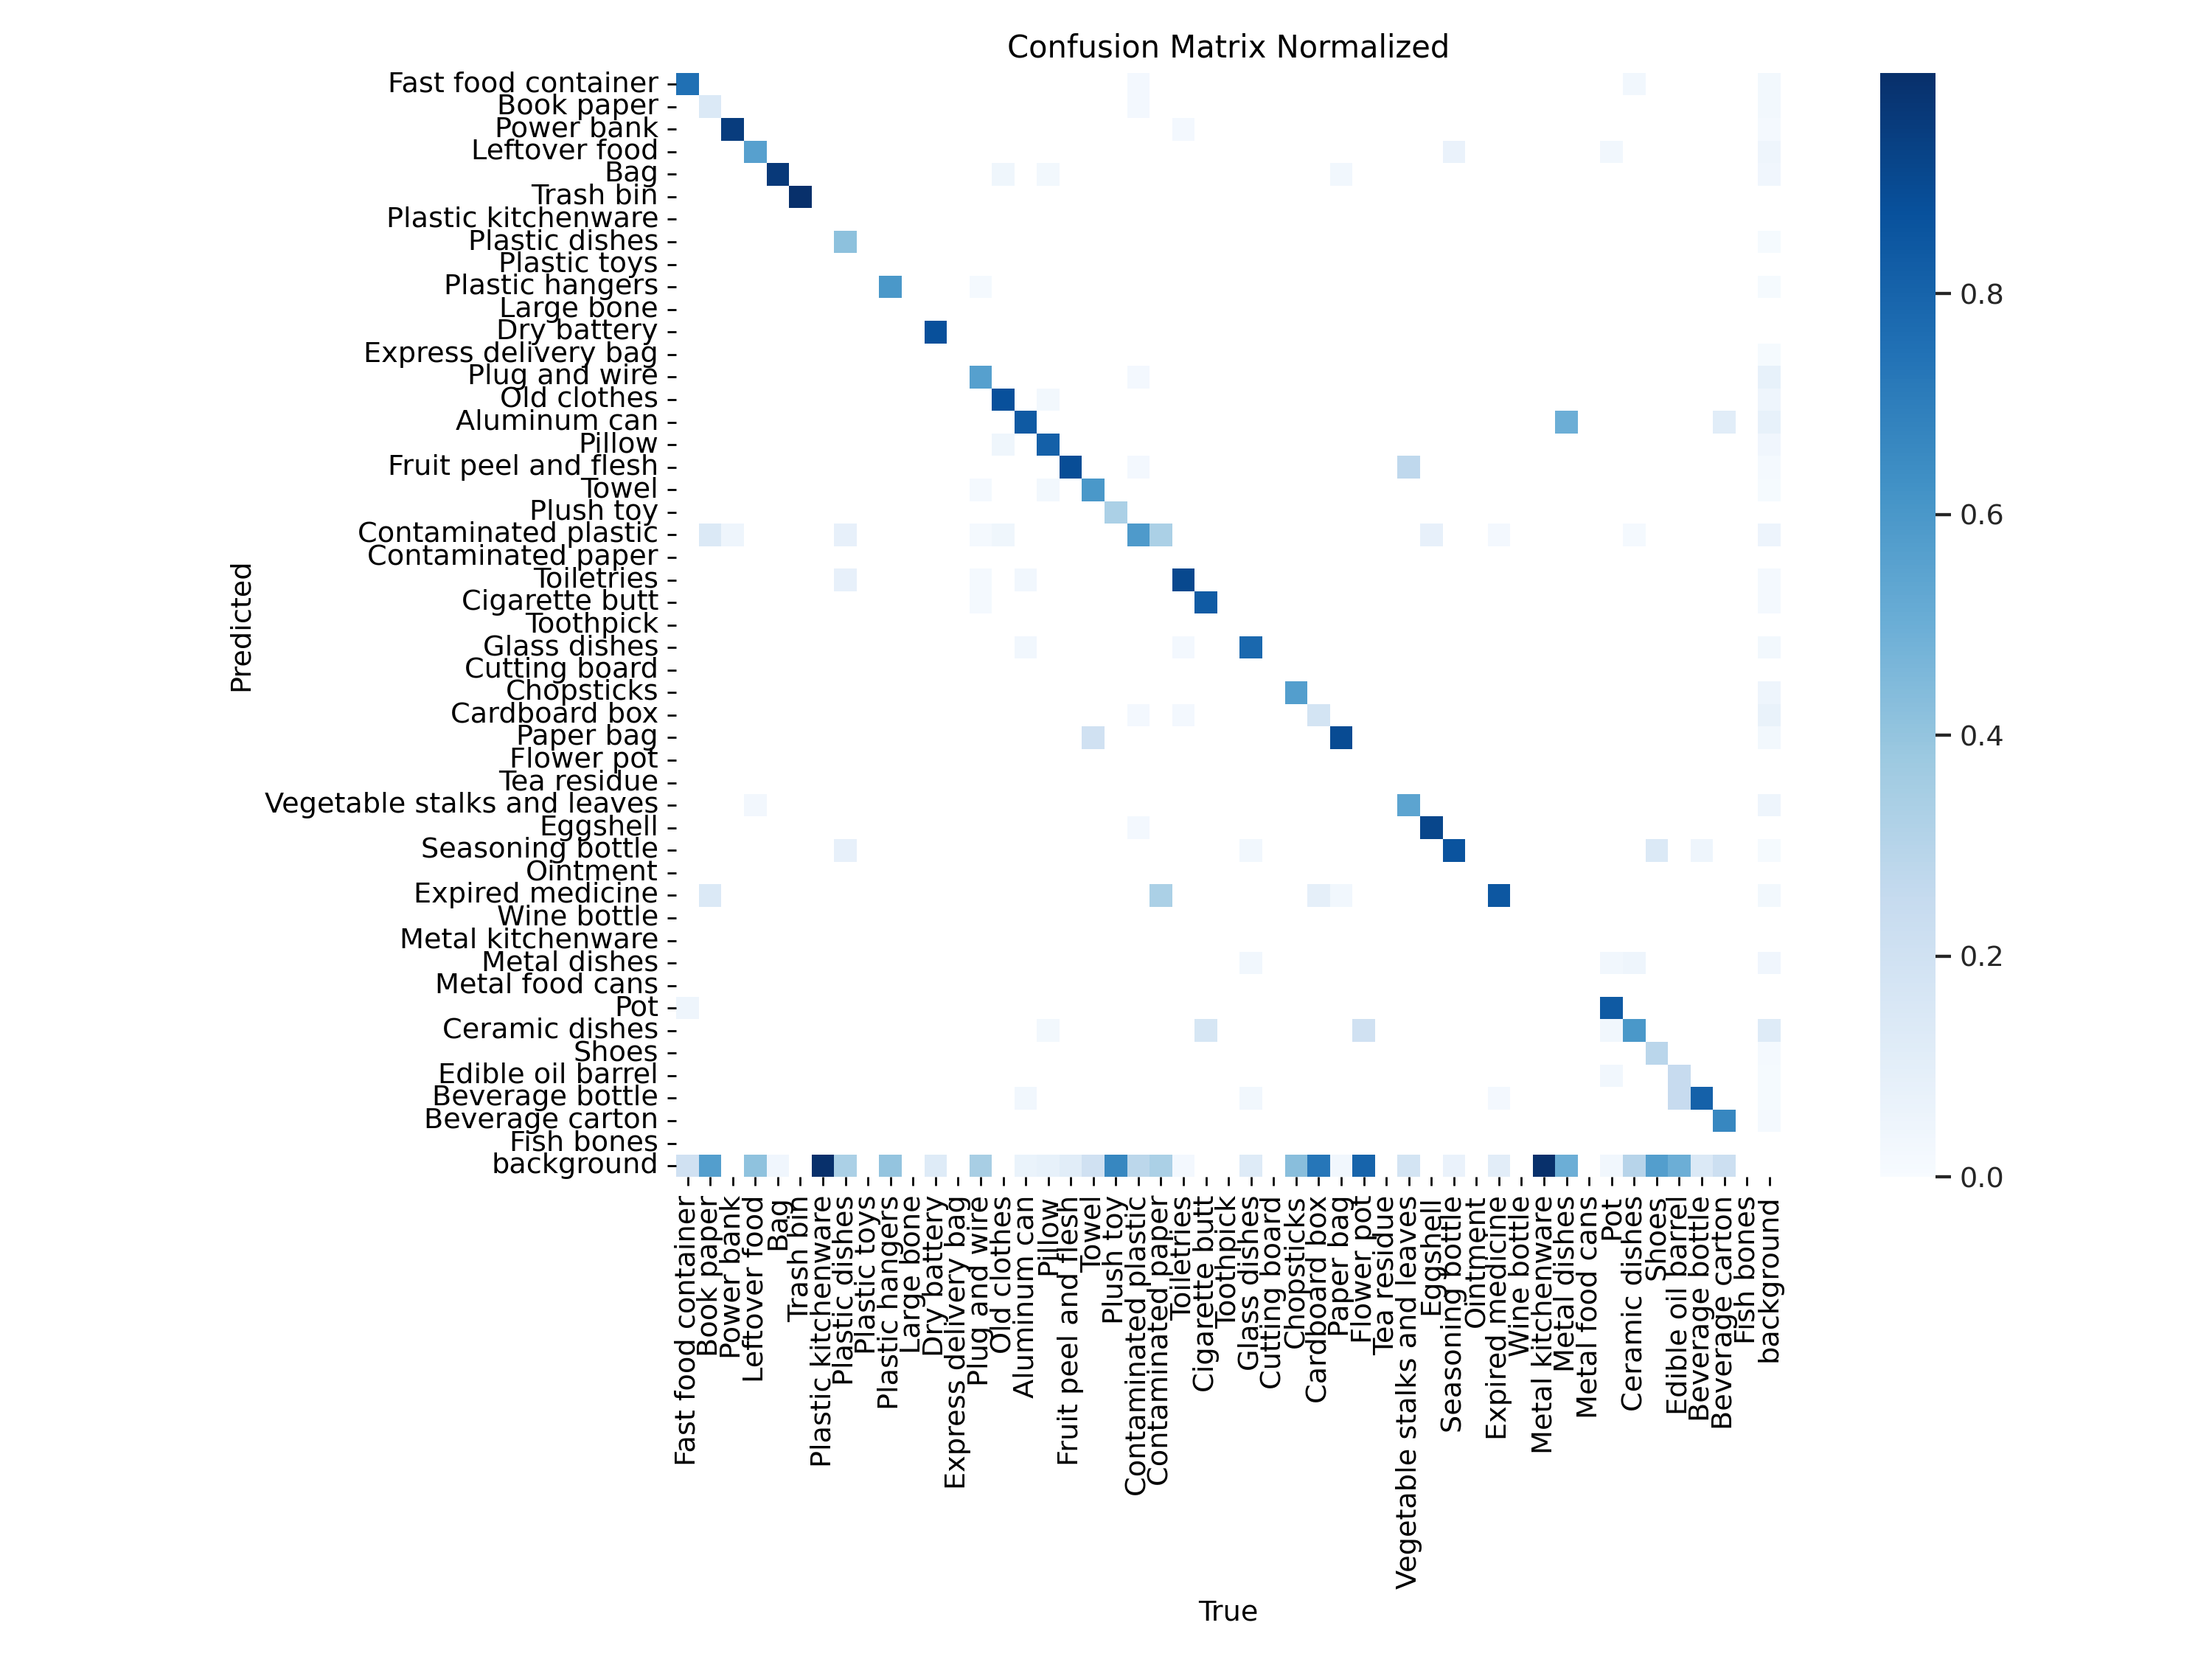 Confusion Matrix Normalized
Fast food container
Book paper
Power bank
Leftover food
Bag
Trash bin
Plastic kitchenware
Plastic dishes
Plastic toys
Plastic hangers
Large bone
Dry battery
Express delivery bag
Plug and wire
Old clothes
Aluminum can
Pillow
Fruit peel and flesh
Towel
Plush toy
Contaminated plastic
Contaminated paper
Toiletries
Cigarette butt
Toothpick
Glass dishes
Cutting board
Chopsticks
Cardboard box
Paper bag
Flower pot
Tea residue
Vegetable stalks and leaves
Eggshell
Seasoning bottle
Ointment
Expired medicine
Wine bottle
Metal kitchenware
Metal dishes
Metal food cans
Pot
Ceramic dishes
Shoes
Edible oil barrel
Beverage bottle
Beverage carton
Fish bones
background
Predicted
Fast food container
Book paper
Power bank
Leftover food
Bag
Trash bin
Plastic kitchenware
Plastic dishes
Plastic toys
Plastic hangers
Large bone
Dry battery
Express delivery bag
Plug and wire
Old clothes
Aluminum can
Pillow
Fruit peel and flesh
Towel
Plush toy
Contaminated plastic
Contaminated paper
Toiletries
Cigarette butt
Toothpick
Glass dishes
Cutting board
Chopsticks
Cardboard box
Paper bag
Flower pot
Tea residue
Vegetable stalks and leaves
Eggshell
Seasoning bottle
Ointment
Expired medicine
Wine bottle
Metal kitchenware
Metal dishes
Metal food cans
Pot
Ceramic dishes
Shoes
Edible oil barrel
Beverage bottle
Beverage carton
Fish bones
background
True
0.8
0.6
0.4
0.2
0.0